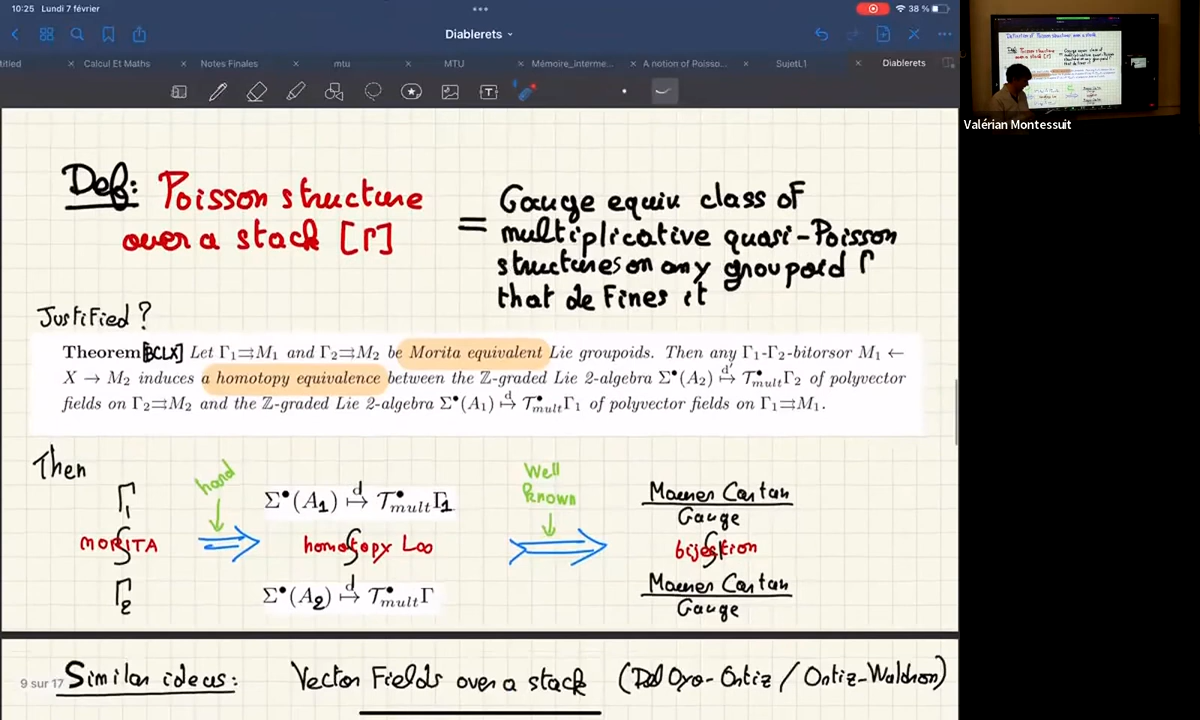 10:25 Lundi 7 février
38 %
Diablerets
itled
Calcul Et Maths
Notes Finales
mtu
MTU
Mémoire_interme...
A notion of Poisso...
SujetL1
Diablerets
Valérian Montessuit
Def: Poisson structure over a stack [Γ]
= Gauge equiv class of
multiplicative quasi-Poisson
structures on any groupoid Γ
that defines it
Justified?
Theorem [BCLX] Let Γ₁⇉M₁ and Γ₂⇉M₂ be Morita equivalent Lie groupoids. Then any Γ₁-Γ₂-bitorsor M₁ ←
X → M₂ induces a homotopy equivalence between the ℤ-graded Lie 2-algebra Σ•(A₂) ↦d′ T•multΓ₂ of polyvector
fields on Γ₂⇉M₂ and the ℤ-graded Lie 2-algebra Σ•(A₁) ↦d T•multΓ₁ of polyvector fields on Γ₁⇉M₁.
Then
Γ₁
MORITA
Γ₂
hard
Σ•(A₁) ↦d T•multΓ₁
homotopy L∞
Σ•(A₂) ↦d T•multΓ
Well
known
Maurer Cartan
Gauge
bijection
Maurer Cartan
Gauge
9 sur 17
Similar ideas: Vector Fields over a stack (Del Oyo-Ortiz / Ortiz-Waldron)